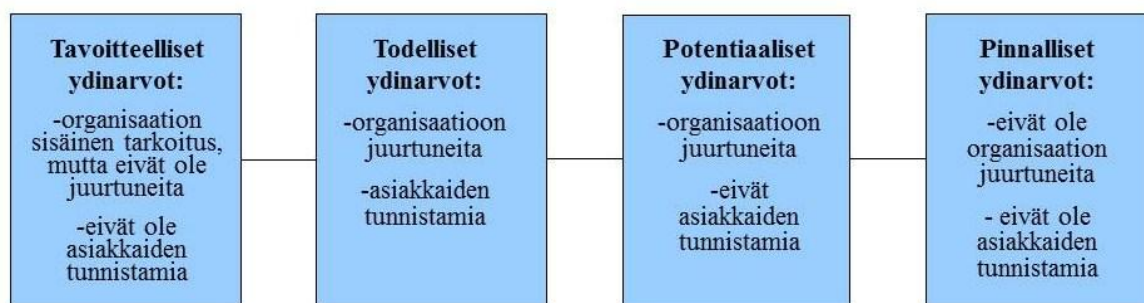 Tavoitteelliset
ydinarvot:
-organisaation
sisäinen tarkoitus,
mutta eivät ole
juurtuneita
-eivät ole
asiakkaiden
tunnistamia
Todelliset
ydinarvot:
-organisaatioon
juurtuneita
-asiakkaiden
tunnistamia
Potentiaaliset
ydinarvot:
-organisaatioon
juurtuneita
-eivät
asiakkaiden
tunnistamia
Pinnalliset
ydinarvot:
-eivät ole
organisaation
juurtuneita
- eivät ole
asiakkaiden
tunnistamia